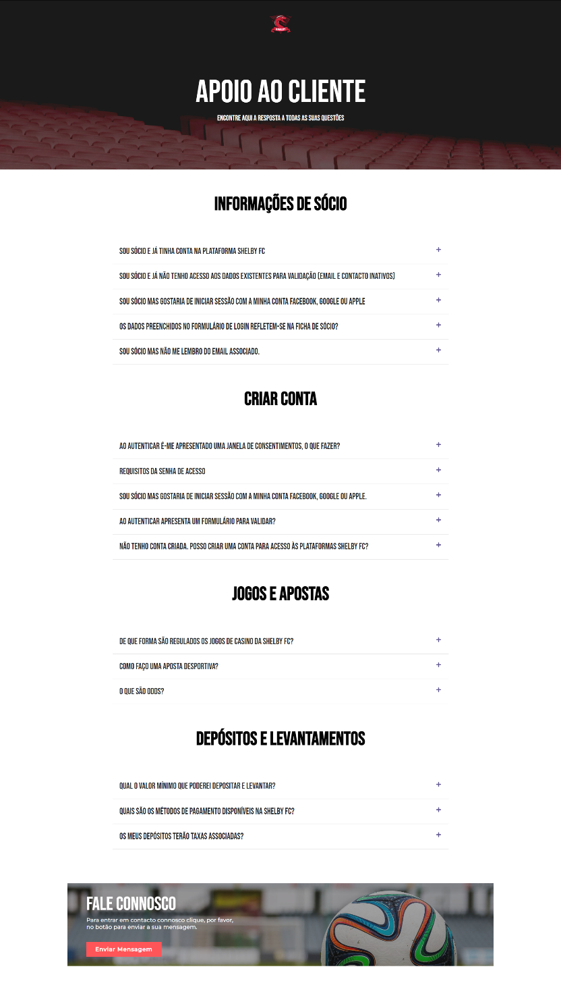 SHELBY
APOIO AO CLIENTE
ENCONTRE AQUI A RESPOSTA A TODAS AS SUAS QUESTÕES
INFORMAÇÕES DE SÓCIO
SOU SÓCIO E JÁ TINHA CONTA NA PLATAFORMA SHELBY FC
SOU SÓCIO E JÁ NÃO TENHO ACESSO AOS DADOS EXISTENTES PARA VALIDAÇÃO (EMAIL E CONTACTO INATIVOS)
SOU SÓCIO MAS GOSTARIA DE INICIAR SESSÃO COM A MINHA CONTA FACEBOOK, GOOGLE OU APPLE
OS DADOS PREENCHIDOS NO FORMULÁRIO DE LOGIN REFLETEM-SE NA FICHA DE SÓCIO?
SOU SÓCIO MAS NÃO ME LEMBRO DO EMAIL ASSOCIADO.
CRIAR CONTA
AO AUTENTICAR É-ME APRESENTADO UMA JANELA DE CONSENTIMENTOS, O QUE FAZER?
REQUISITOS DA SENHA DE ACESSO
SOU SÓCIO MAS GOSTARIA DE INICIAR SESSÃO COM A MINHA CONTA FACEBOOK, GOOGLE OU APPLE.
AO AUTENTICAR APRESENTA UM FORMULÁRIO PARA VALIDAR?
NÃO TENHO CONTA CRIADA. POSSO CRIAR UMA CONTA PARA ACESSO ÀS PLATAFORMAS SHELBY FC?
JOGOS E APOSTAS
DE QUE FORMA SÃO REGULADOS OS JOGOS DE CASINO DA SHELBY FC?
COMO FAÇO UMA APOSTA DESPORTIVA?
O QUE SÃO ODDS?
DEPÓSITOS E LEVANTAMENTOS
QUAL O VALOR MÍNIMO QUE PODEREI DEPOSITAR E LEVANTAR?
QUAIS SÃO OS MÉTODOS DE PAGAMENTO DISPONÍVEIS NA SHELBY FC?
OS MEUS DEPÓSITOS TERÃO TAXAS ASSOCIADAS?
FALE CONNOSCO
Para entrar em contacto connosco clique, por favor,
no botão para enviar a sua mensagem.
Enviar Mensagem